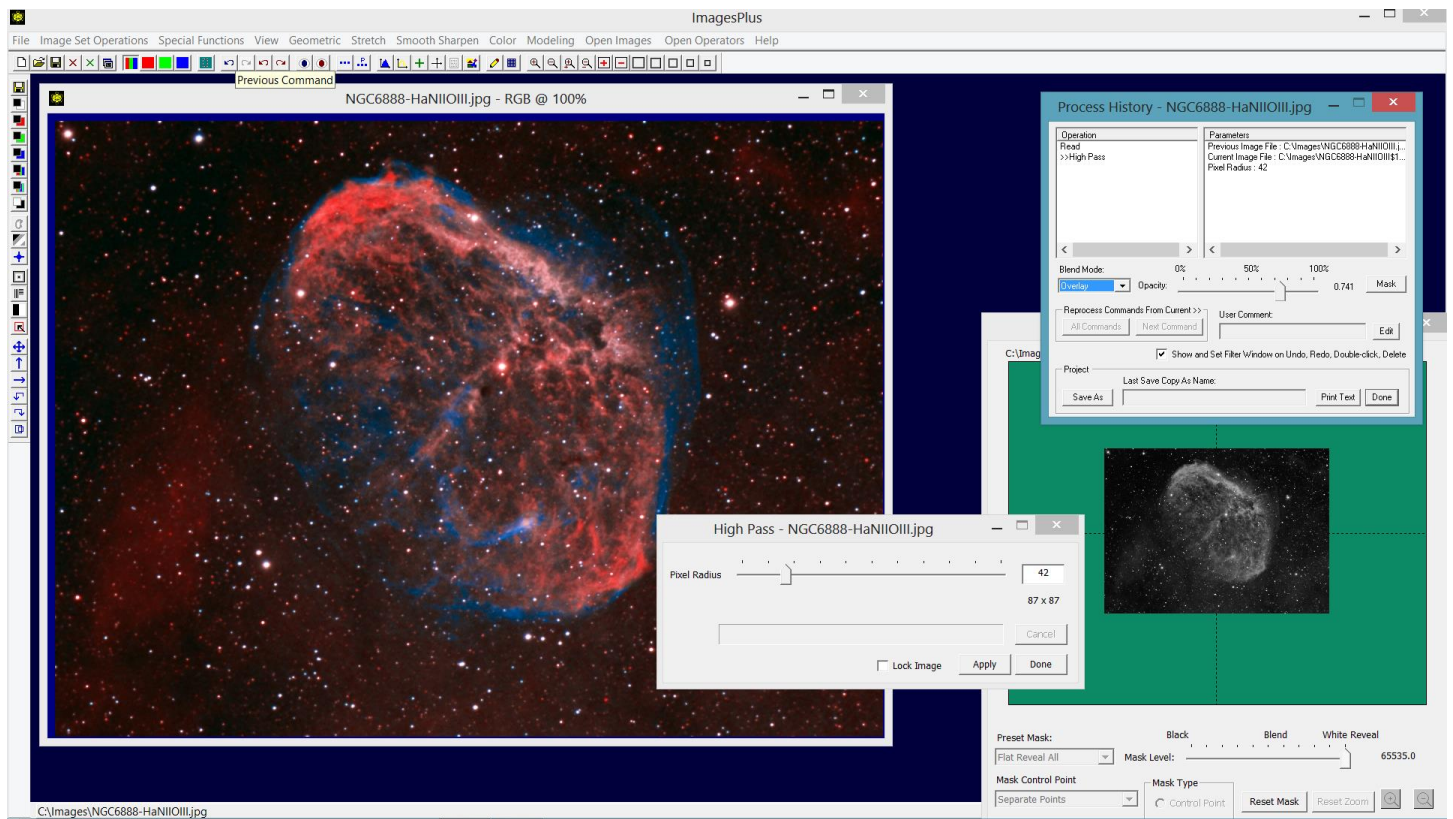 ImagesPlus
File Image Set Operations Special Functions View Geometric Stretch Smooth Sharpen Color Modeling Open Images Open Operators Help
Previous Command
NGC6888-HaNIIOIII.jpg - RGB @ 100%
Process History - NGC6888-HaNIIOIII.jpg
Operation
Read
>>High Pass
Parameters
Previous Image File : C:\Images\NGC6888-HaNIIOIII.j...
Current Image File : C:\Images\NGC6888-HaNIIOIII$1...
Pixel Radius : 42
Blend Mode:
0% 50% 100%
Overlay
Opacity:
0.741
Mask
Reprocess Commands From Current >>
All Commands
Next Command
User Comment:
Edit
Show and Set Filter Window on Undo, Redo, Double-click, Delete
Project
Last Save Copy As Name:
Save As
Print Text
Done
C:\Imag
High Pass - NGC6888-HaNIIOIII.jpg
Pixel Radius
42
87 x 87
Cancel
Lock Image
Apply
Done
Preset Mask:
Flat Reveal All
Black Blend White Reveal
Mask Level:
65535.0
Mask Control Point
Separate Points
Mask Type
Control Point
Reset Mask
Reset Zoom
C:\Images\NGC6888-HaNIIOIII.jpg